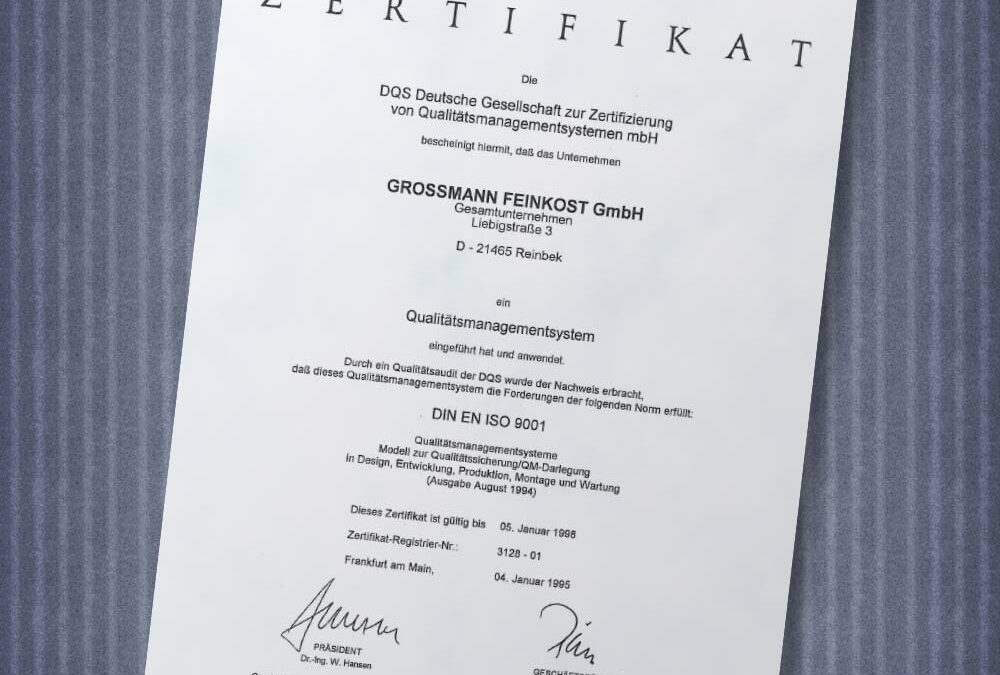 ZERTIFIKAT
Die
DQS Deutsche Gesellschaft zur Zertifizierung
von Qualitätsmanagementsystemen mbH
bescheinigt hiermit, daß das Unternehmen
GROSSMANN FEINKOST GmbH
Gesamtunternehmen
Liebigstraße 3
D - 21465 Reinbek
ein
Qualitätsmanagementsystem
eingeführt hat und anwendet.
Durch ein Qualitätsaudit der DQS wurde der Nachweis erbracht,
daß dieses Qualitätsmanagementsystem die Forderungen der folgenden Norm erfüllt:
DIN EN ISO 9001
Qualitätsmanagementsysteme
Modell zur Qualitätssicherung/QM-Darlegung
in Design, Entwicklung, Produktion, Montage und Wartung
(Ausgabe August 1994)
Dieses Zertifikat ist gültig bis 05. Januar 1998
Zertifikat-Registrier-Nr.: 3128 - 01
Frankfurt am Main, 04. Januar 1995
PRÄSIDENT
Dr.-Ing. W. Hansen